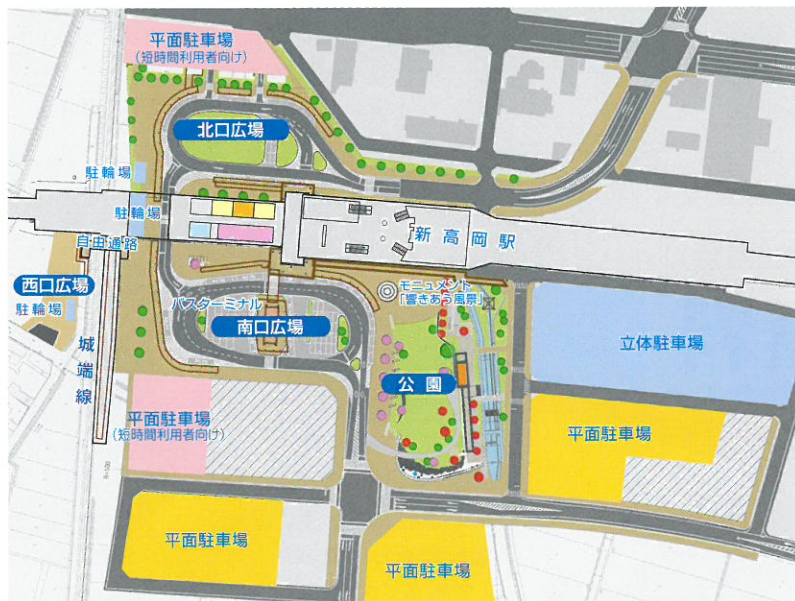 平面駐車場
(短時間利用者向け)
北口広場
駐輪場
駐輪場
新高岡駅
自由通路
西口広場
駐輪場
バスターミナル
モニュメント
「響きあう風景」
南口広場
立体駐車場
城端線
公園
平面駐車場
(短時間利用者向け)
平面駐車場
平面駐車場
平面駐車場